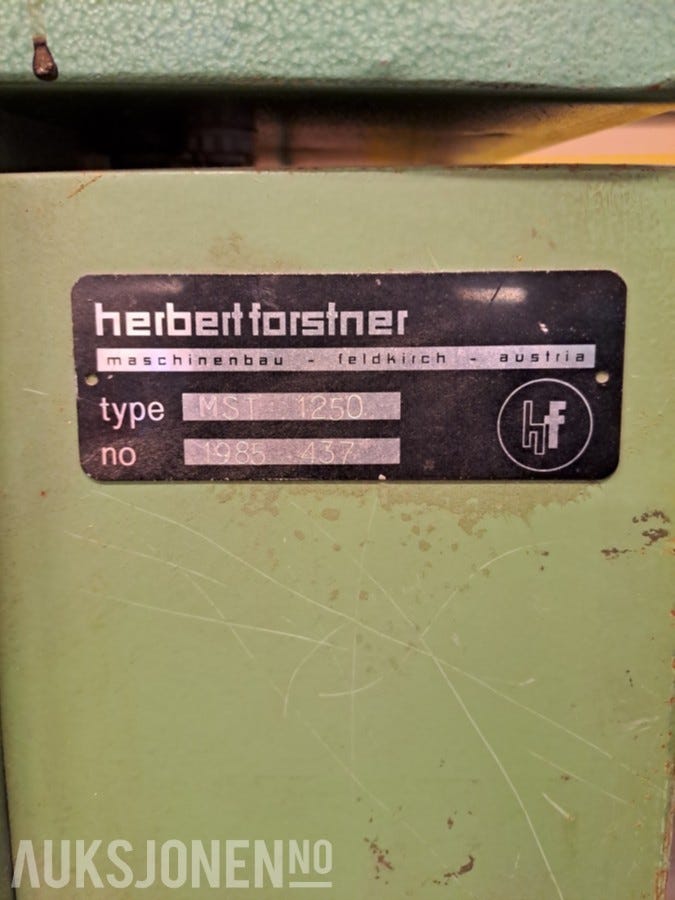 herbert forstner
maschinenbau - feldkirch - austria
type MST 1250
no 1985 437
hf
AUKSJONEN NO